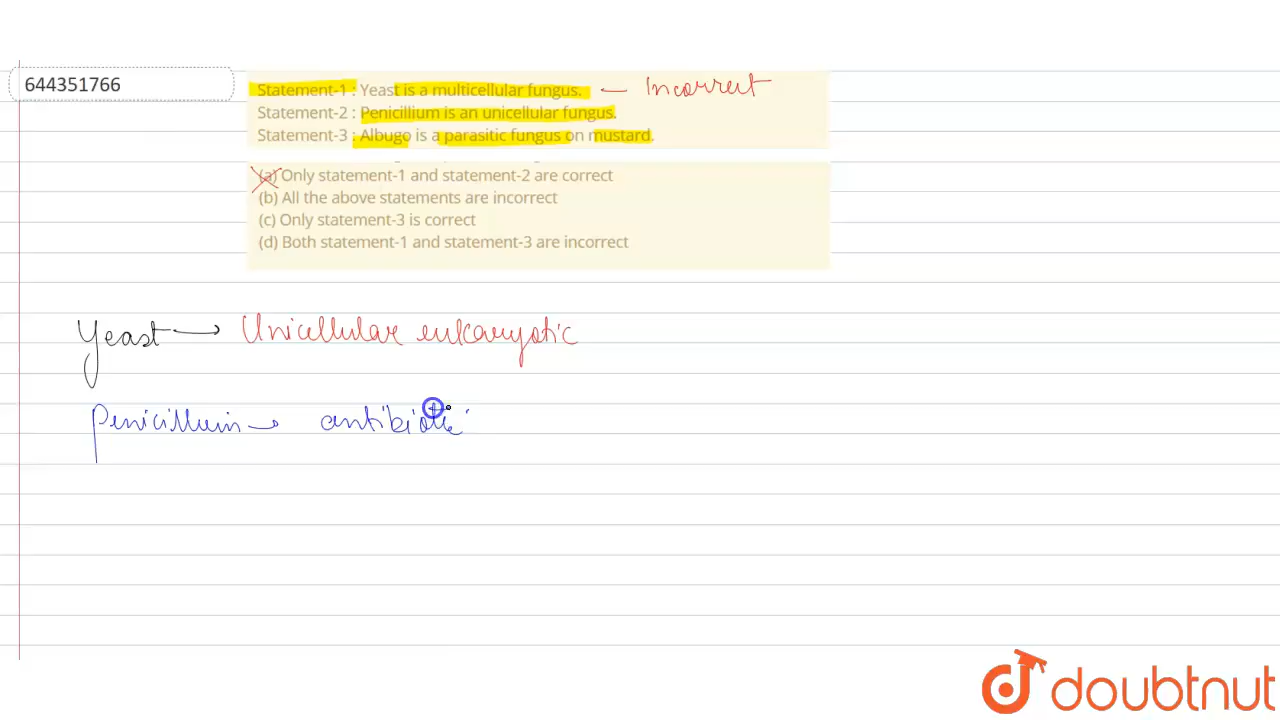 644351766
Statement-1 : Yeast is a multicellular fungus. — Incorrect
Statement-2 : Penicillium is an unicellular fungus.
Statement-3 : Albugo is a parasitic fungus on mustard.
(a) Only statement-1 and statement-2 are correct
(b) All the above statements are incorrect
(c) Only statement-3 is correct
(d) Both statement-1 and statement-3 are incorrect
Yeast → Unicellular eukaryotic
Penicillium → antibioti
doubtnut